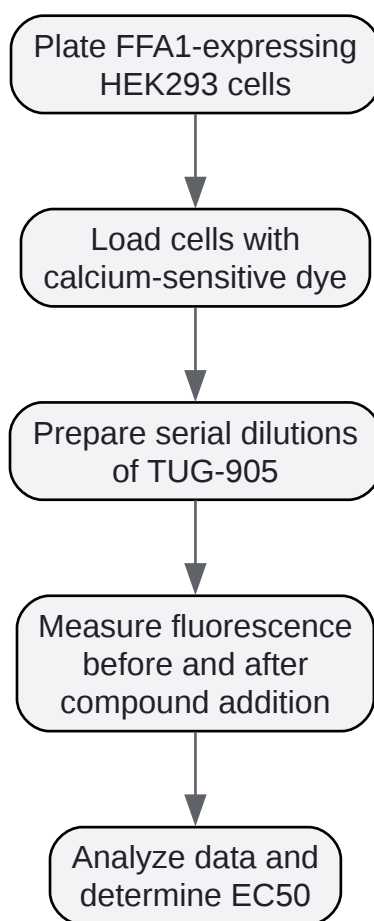 Plate FFA1-expressing
HEK293 cells
Load cells with
calcium-sensitive dye
Prepare serial dilutions
of TUG-905
Measure fluorescence
before and after
compound addition
Analyze data and
determine EC50